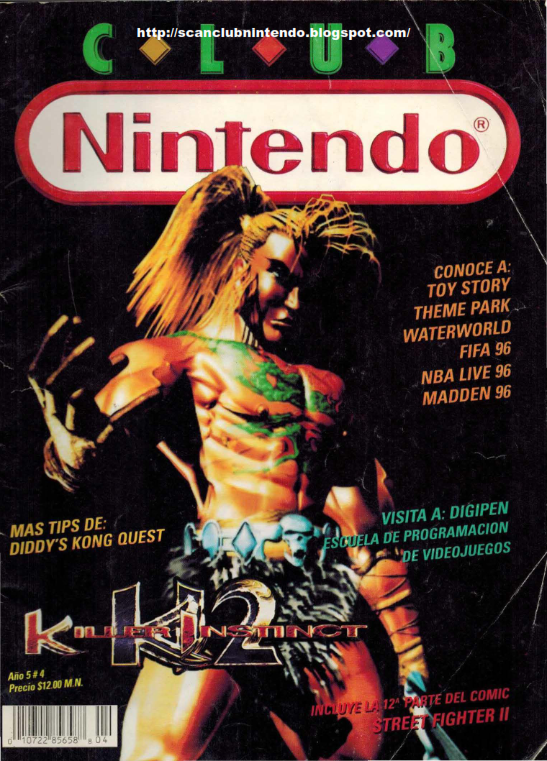 http://scanclubnintendo.blogspot.com/
CLUB
Nintendo®
CONOCE A:
TOY STORY
THEME PARK
WATERWORLD
FIFA 96
NBA LIVE 96
MADDEN 96
MAS TIPS DE:
DIDDY'S KONG QUEST
VISITA A: DIGIPEN
ESCUELA DE PROGRAMACION
DE VIDEOJUEGOS
KI2
KILLER INSTINCT
Año 5 # 4
Precio $12.00 M.N.
INCLUYE LA 12ª PARTE DEL COMIC
STREET FIGHTER II
0 10722 85658 8 04